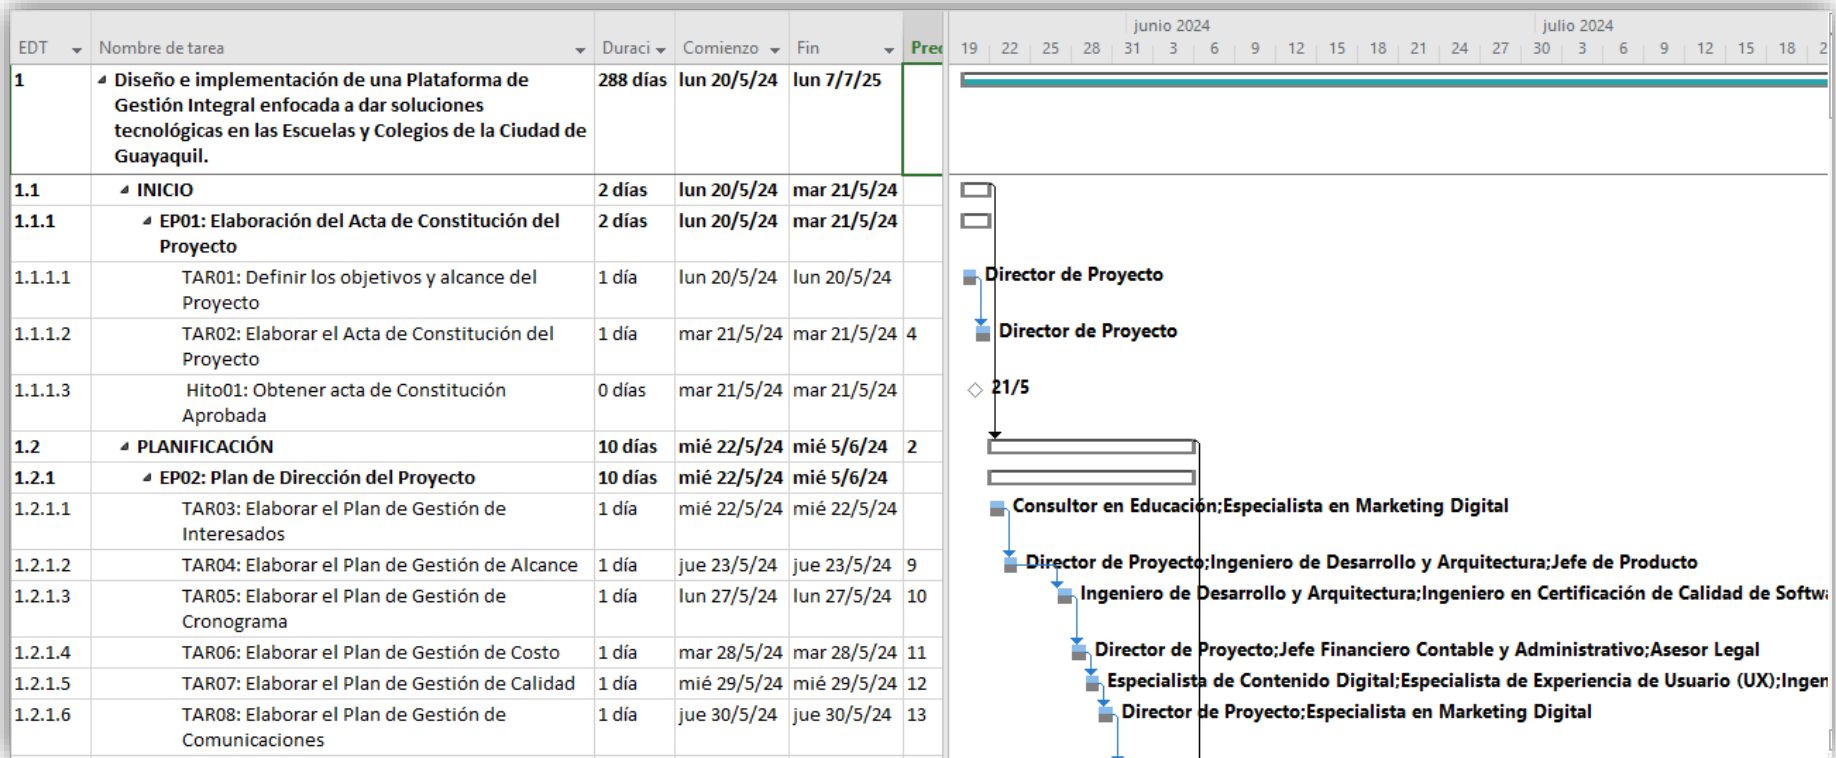 junio 2024 julio 2024
EDT Nombre de tarea Duraci Comienzo Fin Pred 19 22 25 28 31 3 6 9 12 15 18 21 24 27 30 3 6 9 12 15 18 2
1 Diseño e implementación de una Plataforma de 288 días lun 20/5/24 lun 7/7/25
Gestión Integral enfocada a dar soluciones
tecnológicas en las Escuelas y Colegios de la Ciudad de
Guayaquil.
1.1 INICIO 2 días lun 20/5/24 mar 21/5/24
1.1.1 EP01: Elaboración del Acta de Constitución del 2 días lun 20/5/24 mar 21/5/24
Proyecto
1.1.1.1 TAR01: Definir los objetivos y alcance del 1 día lun 20/5/24 lun 20/5/24 Director de Proyecto
Proyecto
1.1.1.2 TAR02: Elaborar el Acta de Constitución del 1 día mar 21/5/24 mar 21/5/24 4 Director de Proyecto
Proyecto
1.1.1.3 Hito01: Obtener acta de Constitución 0 días mar 21/5/24 mar 21/5/24 21/5
Aprobada
1.2 PLANIFICACIÓN 10 días mié 22/5/24 mié 5/6/24 2
1.2.1 EP02: Plan de Dirección del Proyecto 10 días mié 22/5/24 mié 5/6/24
1.2.1.1 TAR03: Elaborar el Plan de Gestión de 1 día mié 22/5/24 mié 22/5/24 Consultor en Educación;Especialista en Marketing Digital
Interesados
1.2.1.2 TAR04: Elaborar el Plan de Gestión de Alcance 1 día jue 23/5/24 jue 23/5/24 9 Director de Proyecto;Ingeniero de Desarrollo y Arquitectura;Jefe de Producto
1.2.1.3 TAR05: Elaborar el Plan de Gestión de 1 día lun 27/5/24 lun 27/5/24 10 Ingeniero de Desarrollo y Arquitectura;Ingeniero en Certificación de Calidad de Softwa
Cronograma
1.2.1.4 TAR06: Elaborar el Plan de Gestión de Costo 1 día mar 28/5/24 mar 28/5/24 11 Director de Proyecto;Jefe Financiero Contable y Administrativo;Asesor Legal
1.2.1.5 TAR07: Elaborar el Plan de Gestión de Calidad 1 día mié 29/5/24 mié 29/5/24 12 Especialista de Contenido Digital;Especialista de Experiencia de Usuario (UX);Ingen
1.2.1.6 TAR08: Elaborar el Plan de Gestión de 1 día jue 30/5/24 jue 30/5/24 13 Director de Proyecto;Especialista en Marketing Digital
Comunicaciones